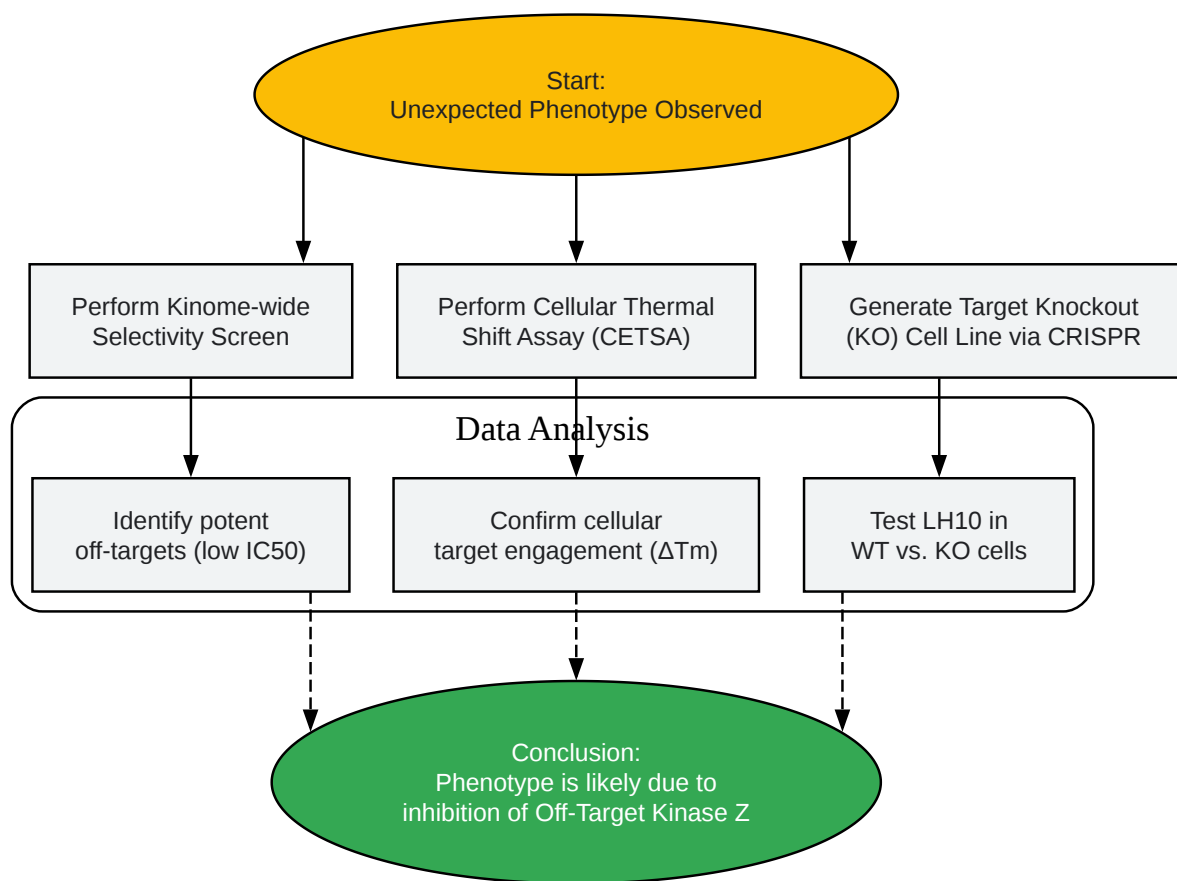 Start:
Unexpected Phenotype Observed
Perform Kinome-wide
Selectivity Screen
Perform Cellular Thermal
Shift Assay (CETSA)
Generate Target Knockout
(KO) Cell Line via CRISPR
Data Analysis
Identify potent
off-targets (low IC50)
Confirm cellular
target engagement (ΔTm)
Test LH10 in
WT vs. KO cells
Conclusion:
Phenotype is likely due to
inhibition of Off-Target Kinase Z